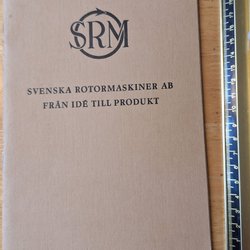 SRM
SVENSKA ROTORMASKINER AB
FRÅN IDÉ TILL PRODUKT